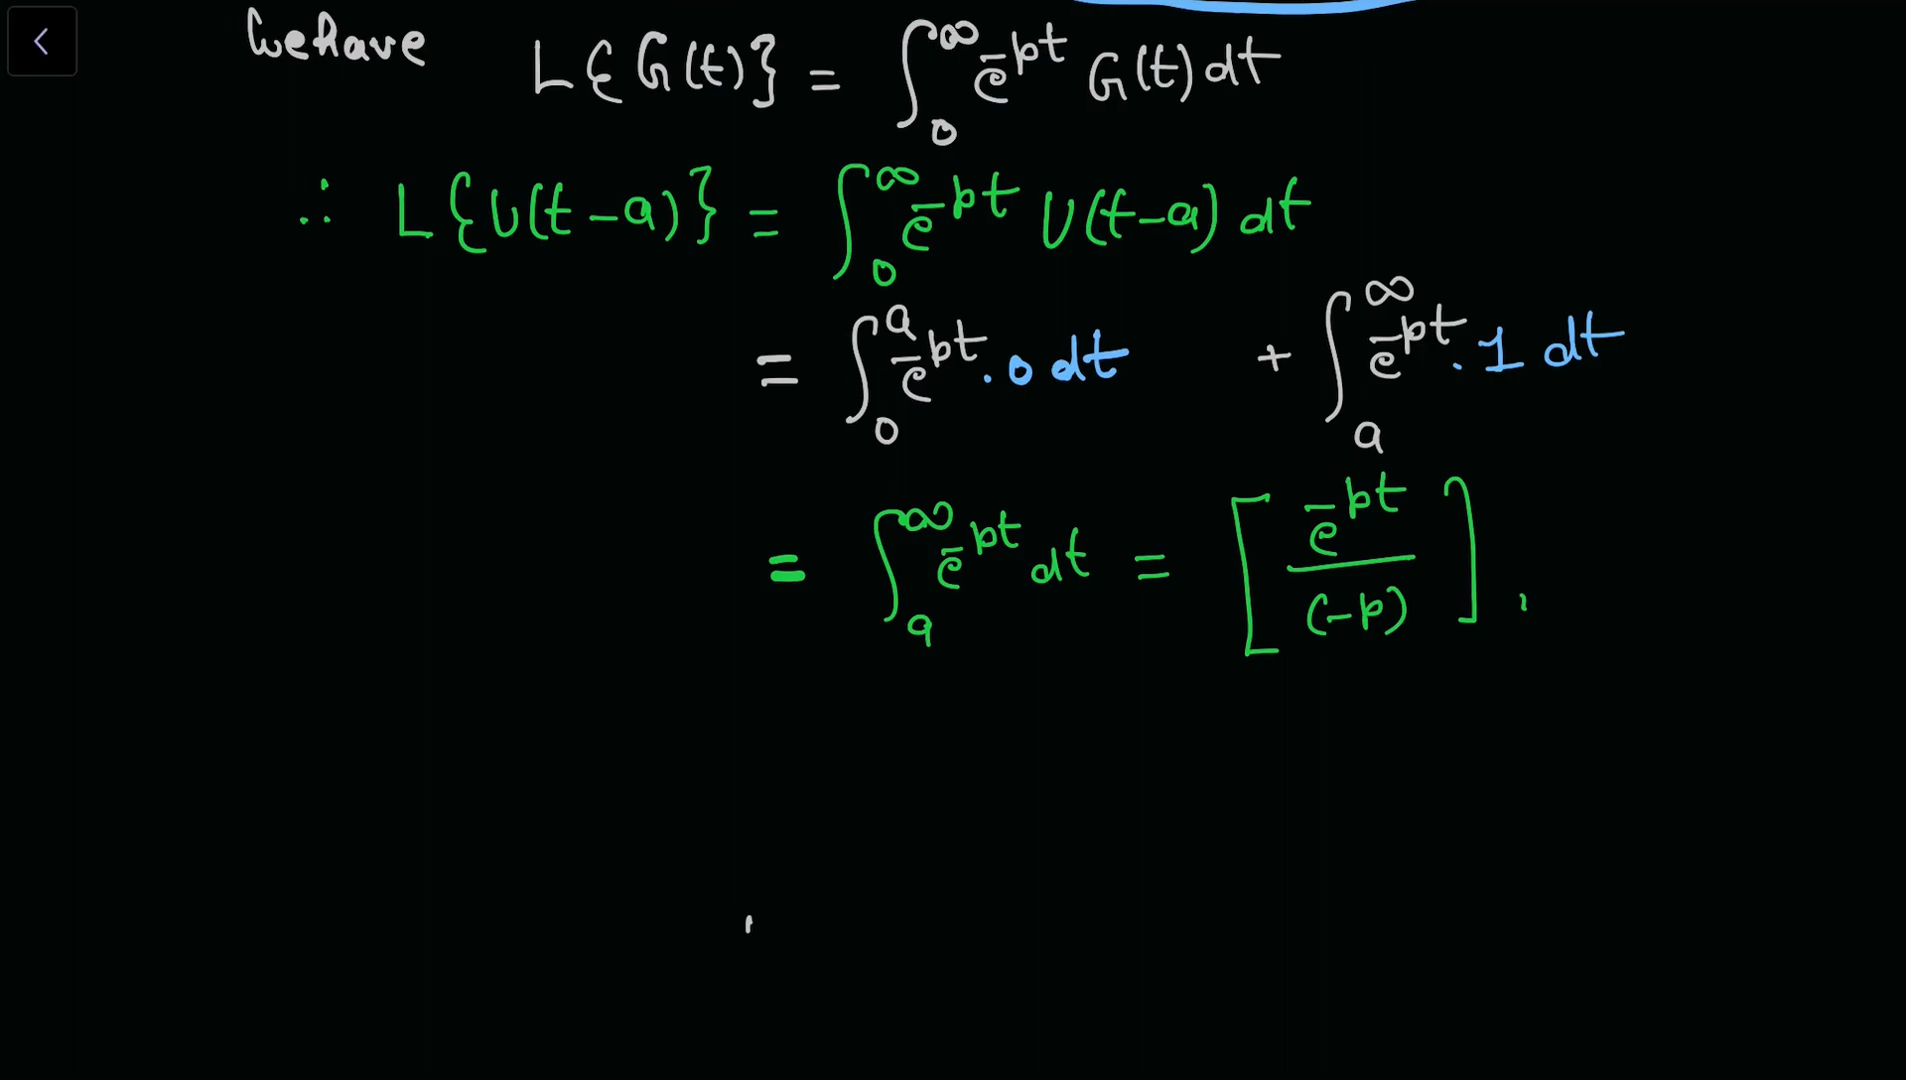 We have L{G(t)} = ∫₀^∞ e^-pt G(t) dt
∴ L{U(t-a)} = ∫₀^∞ e^-pt U(t-a) dt
= ∫₀^a e^-pt . 0 dt + ∫ₐ^∞ e^-pt . 1 dt
= ∫ₐ^∞ e^-pt dt = [ e^-pt / (-p) ]